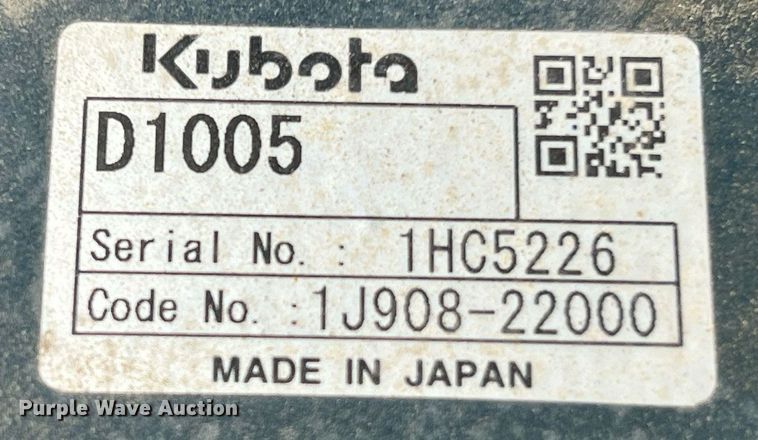 Kubota
D1005
Serial No. : 1HC5226
Code No. :1J908-22000
MADE IN JAPAN
Purple Wave Auction